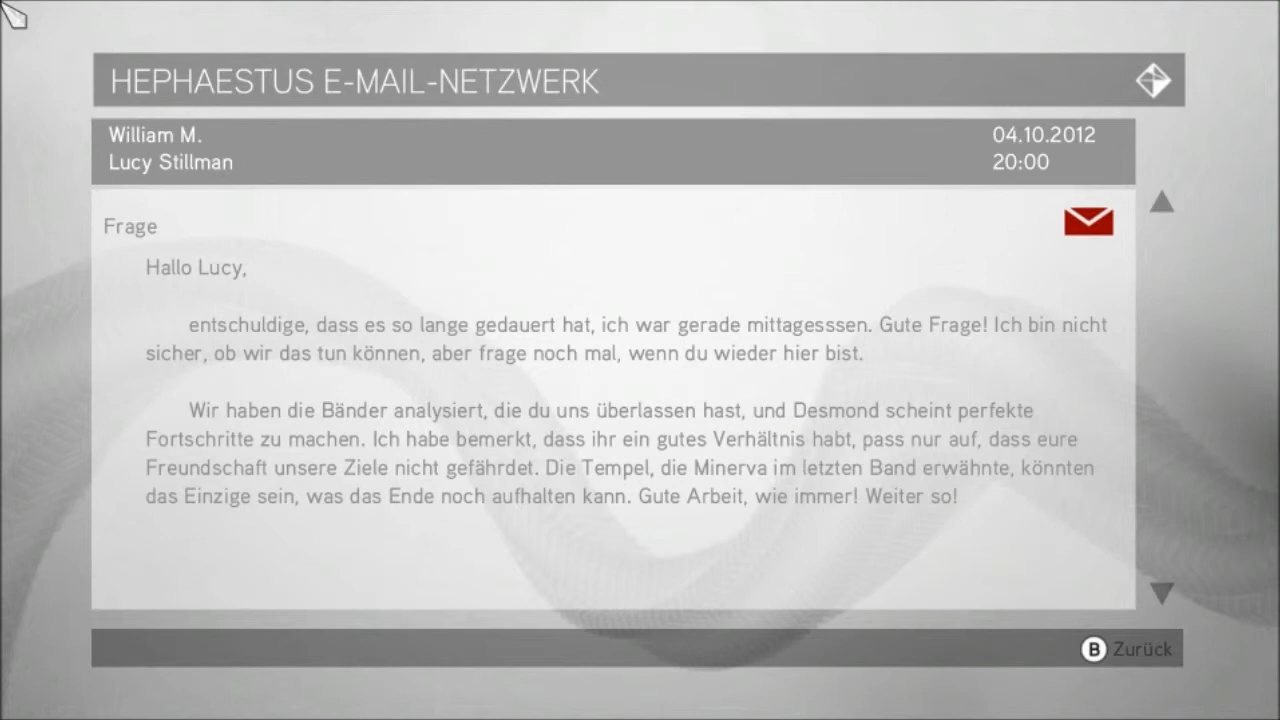 HEPHAESTUS E-MAIL-NETZWERK
William M.
04.10.2012
Lucy Stillman
20:00
Frage
Hallo Lucy,
entschuldige, dass es so lange gedauert hat, ich war gerade mittagesssen. Gute Frage! Ich bin nicht
sicher, ob wir das tun können, aber frage noch mal, wenn du wieder hier bist.
Wir haben die Bänder analysiert, die du uns überlassen hast, und Desmond scheint perfekte
Fortschritte zu machen. Ich habe bemerkt, dass ihr ein gutes Verhältnis habt, pass nur auf, dass eure
Freundschaft unsere Ziele nicht gefährdet. Die Tempel, die Minerva im letzten Band erwähnte, könnten
das Einzige sein, was das Ende noch aufhalten kann. Gute Arbeit, wie immer! Weiter so!
B Zurück